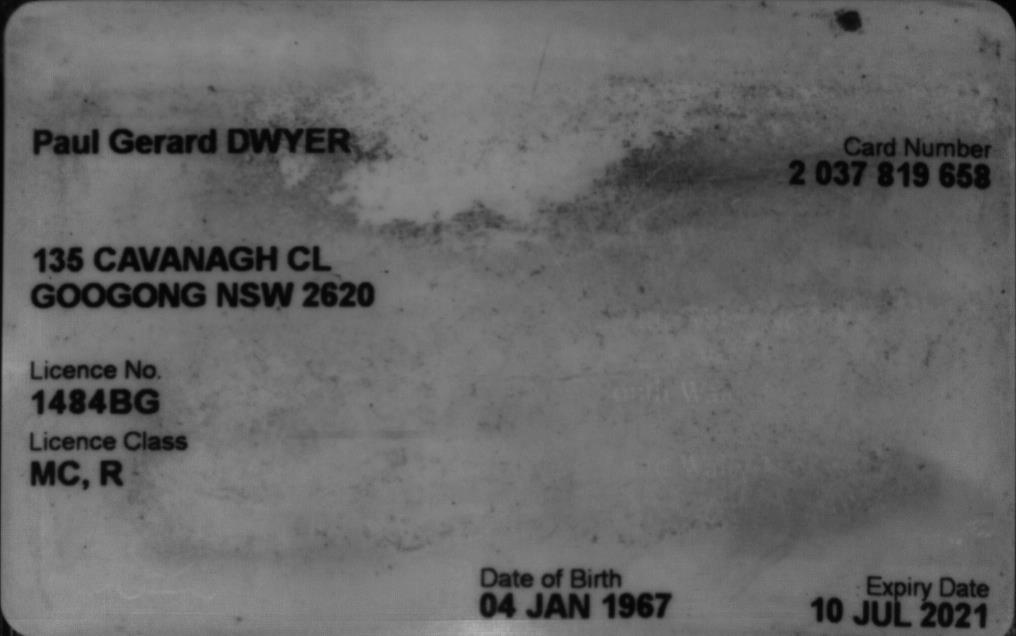 Paul Gerard DWYER
Card Number
2 037 819 658
135 CAVANAGH CL
GOOGONG NSW 2620
Licence No.
1484BG
Licence Class
MC, R
Date of Birth
04 JAN 1967
Expiry Date
10 JUL 2021